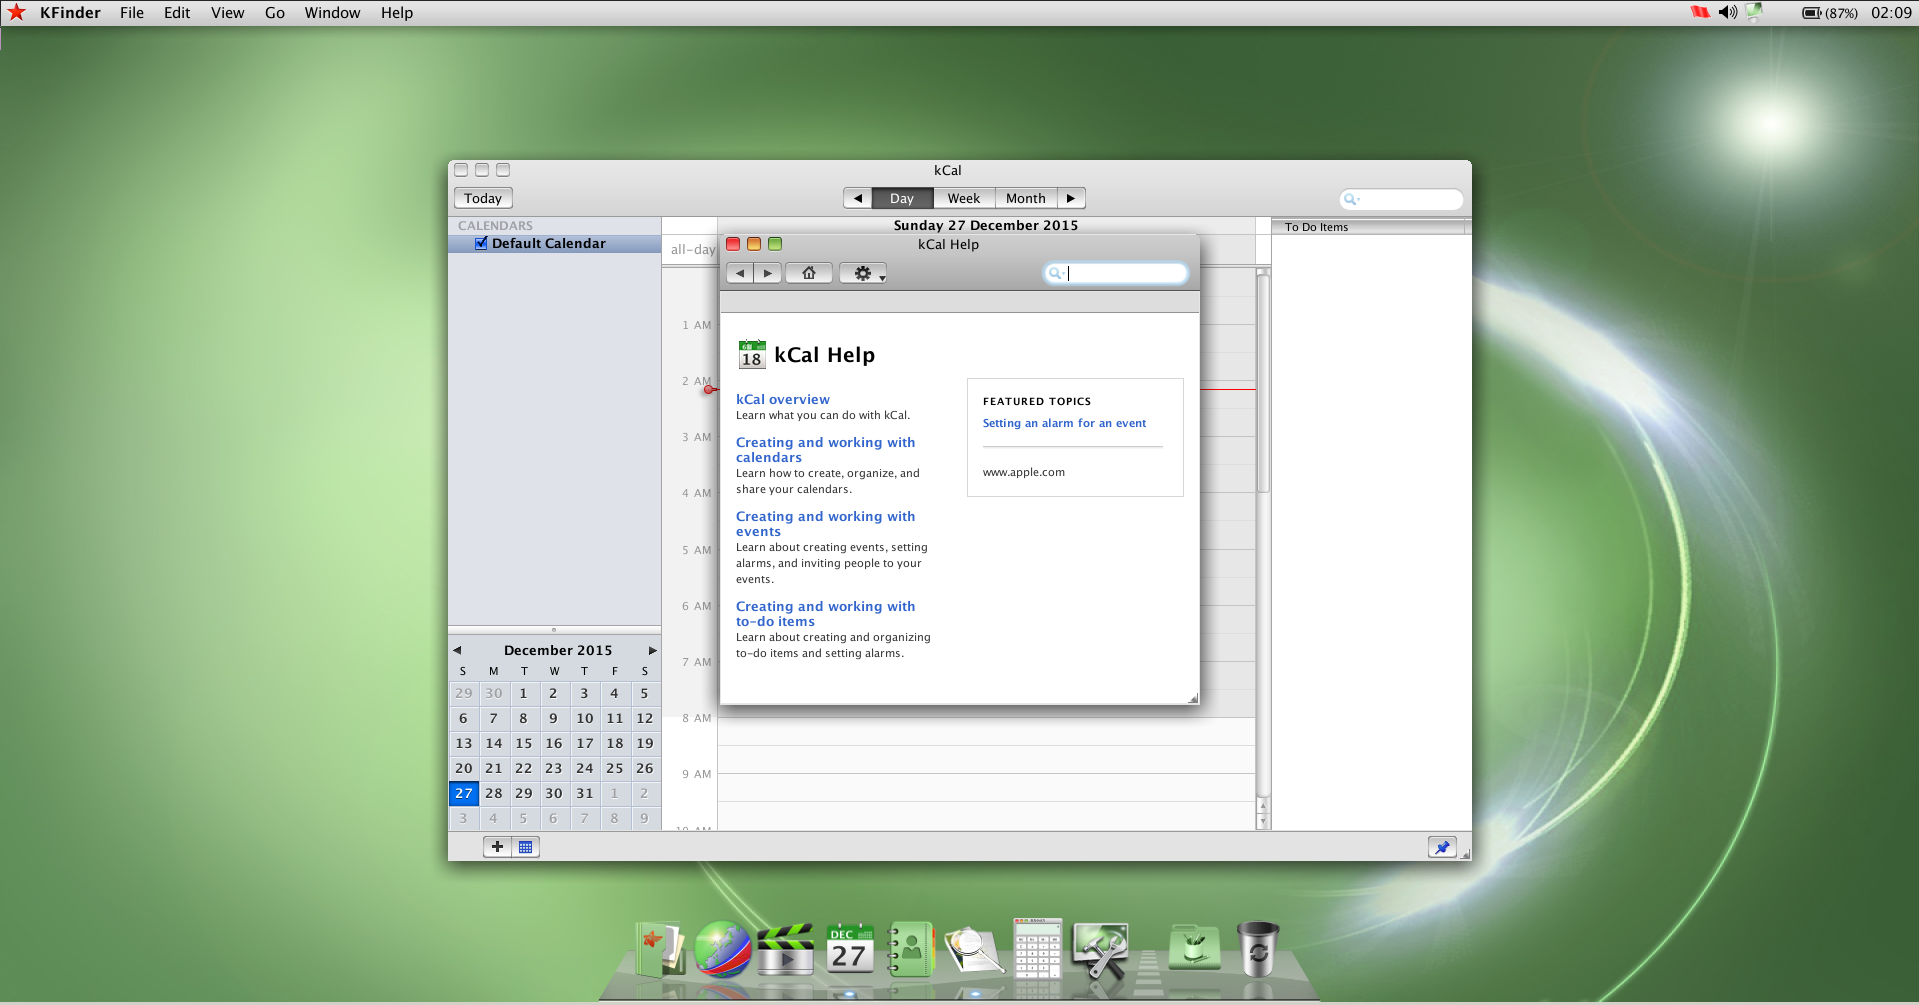 KFinder File Edit View Go Window Help
(87%) 02:09
kCal
Today
Day Week Month
CALENDARS
Default Calendar
Sunday 27 December 2015
all-day
To Do Items
1 AM
2 AM
3 AM
4 AM
5 AM
6 AM
7 AM
8 AM
9 AM
10 AM
kCal Help
18
kCal Help
kCal overview
Learn what you can do with kCal.
Creating and working with
calendars
Learn how to create, organize, and
share your calendars.
Creating and working with
events
Learn about creating events, setting
alarms, and inviting people to your
events.
Creating and working with
to-do items
Learn about creating and organizing
to-do items and setting alarms.
FEATURED TOPICS
Setting an alarm for an event
www.apple.com
December 2015
S M T W T F S
29 30 1 2 3 4 5
6 7 8 9 10 11 12
13 14 15 16 17 18 19
20 21 22 23 24 25 26
27 28 29 30 31 1 2
3 4 5 6 7 8 9
DEC
27